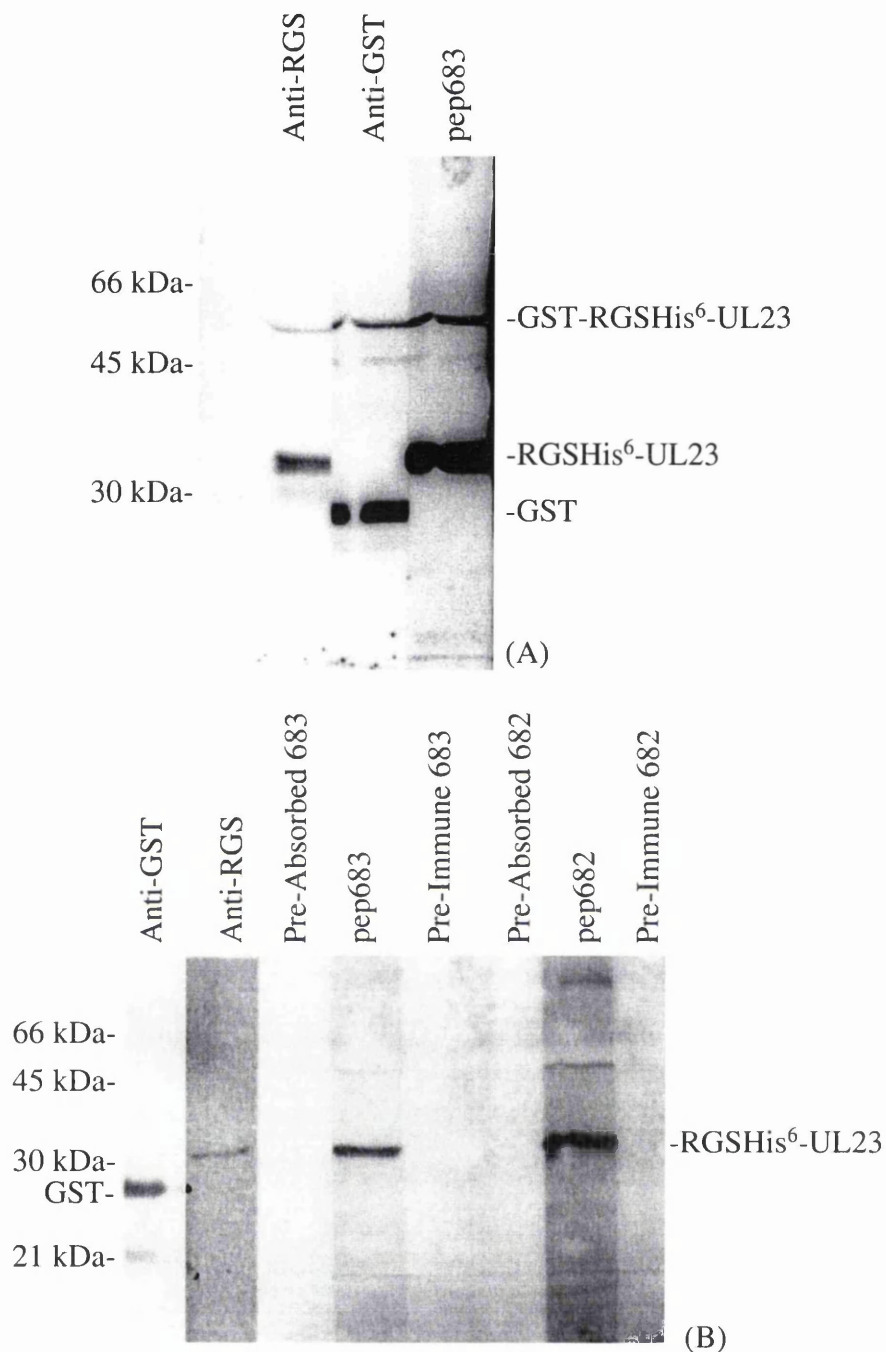 Anti-RGS
Anti-GST
pep683
66 kDa-
45 kDa-
30 kDa-
-GST-RGSHis⁶-UL23
-RGSHis⁶-UL23
-GST
(A)
Anti-GST
Anti-RGS
Pre-Absorbed 683
pep683
Pre-Immune 683
Pre-Absorbed 682
pep682
Pre-Immune 682
66 kDa-
45 kDa-
30 kDa-
GST-
21 kDa-
-RGSHis⁶-UL23
(B)